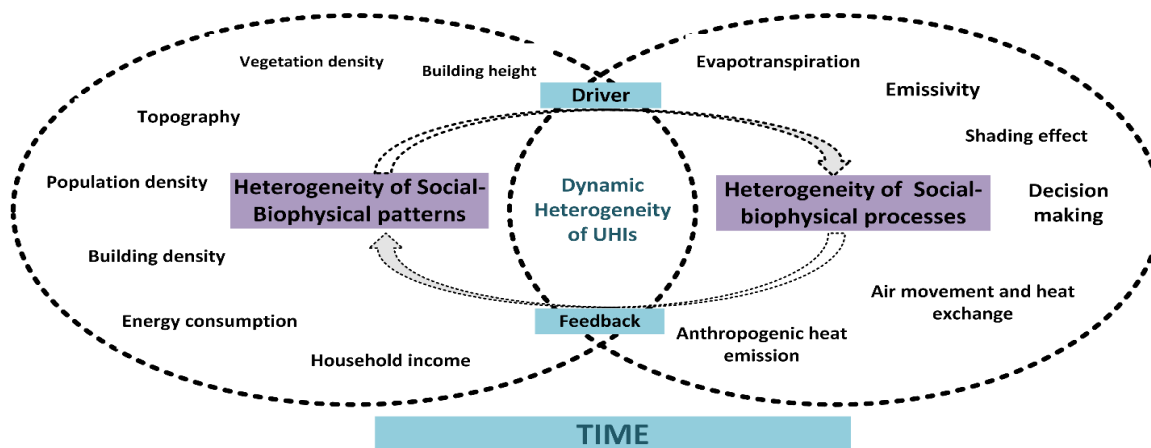 Vegetation density
Building height
Evapotranspiration
Driver
Emissivity
Topography
Shading effect
Population density
Heterogeneity of Social-
Biophysical patterns
Dynamic
Heterogeneity
of UHIs
Heterogeneity of Social-
biophysical processes
Decision
making
Building density
Air movement and heat
exchange
Energy consumption
Feedback
Anthropogenic heat
emission
Household income
TIME